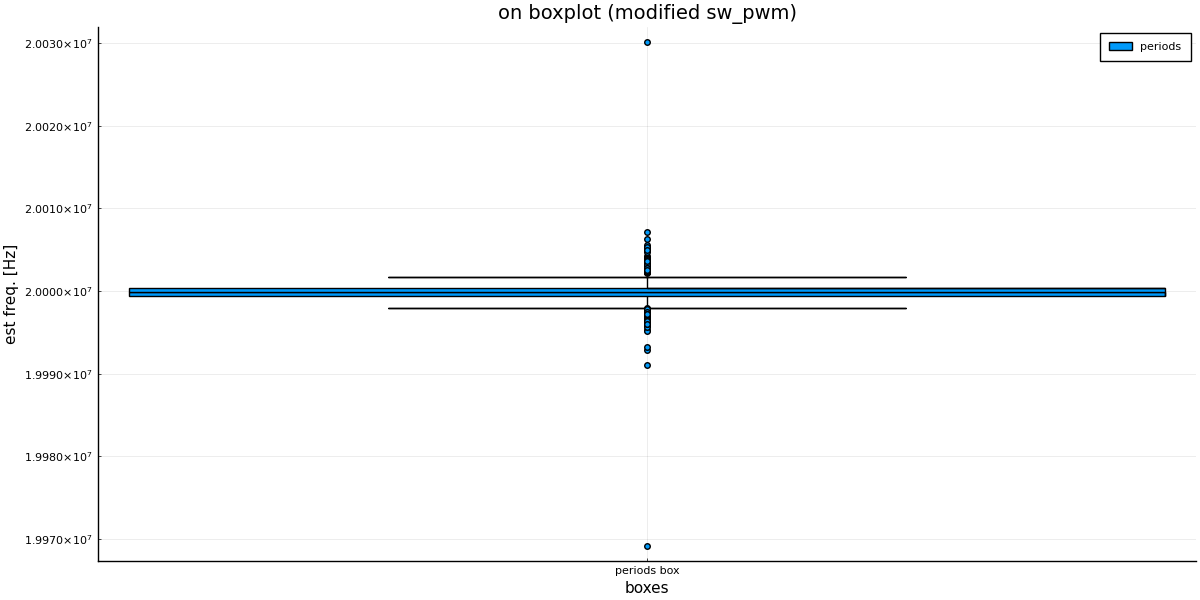 on boxplot (modified sw_pwm)
periods
est freq. [Hz]
2.0030×10⁷
2.0020×10⁷
2.0010×10⁷
2.0000×10⁷
1.9990×10⁷
1.9980×10⁷
1.9970×10⁷
periods box
boxes